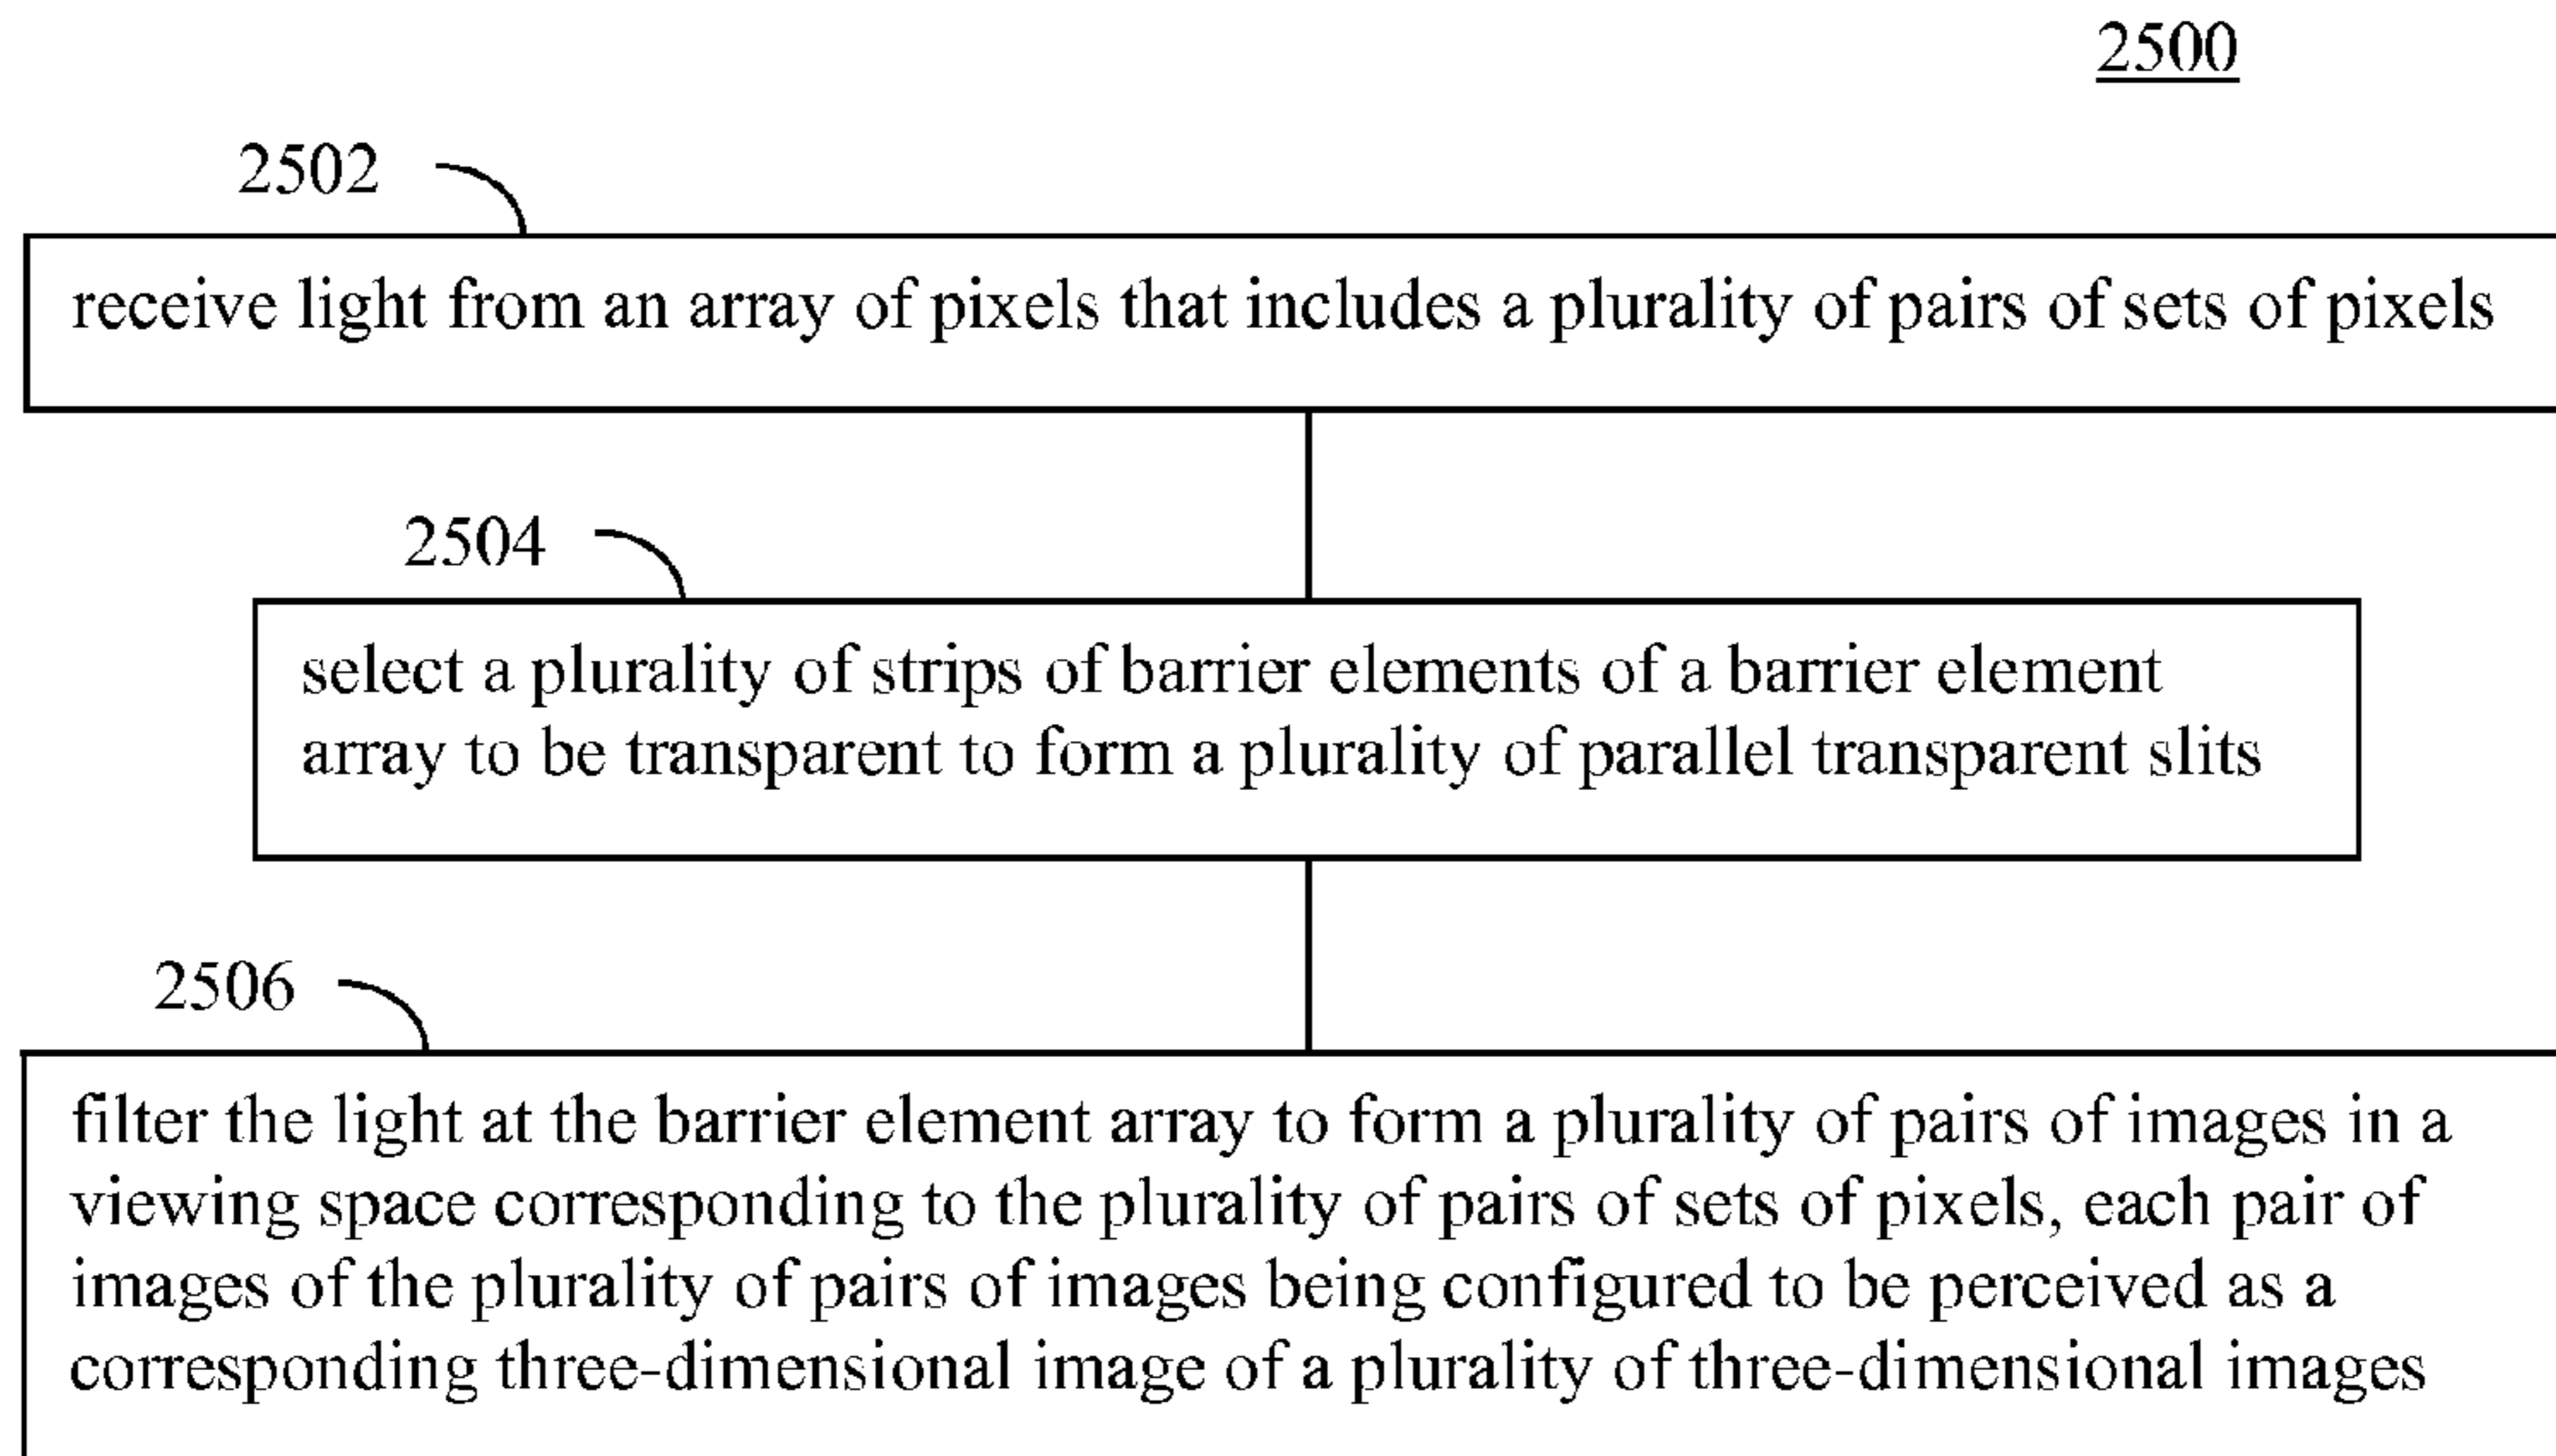 2500
2502
receive light from an array of pixels that includes a plurality of pairs of sets of pixels
2504
select a plurality of strips of barrier elements of a barrier element
array to be transparent to form a plurality of parallel transparent slits
2506
filter the light at the barrier element array to form a plurality of pairs of images in a
viewing space corresponding to the plurality of pairs of sets of pixels, each pair of
images of the plurality of pairs of images being configured to be perceived as a
corresponding three-dimensional image of a plurality of three-dimensional images